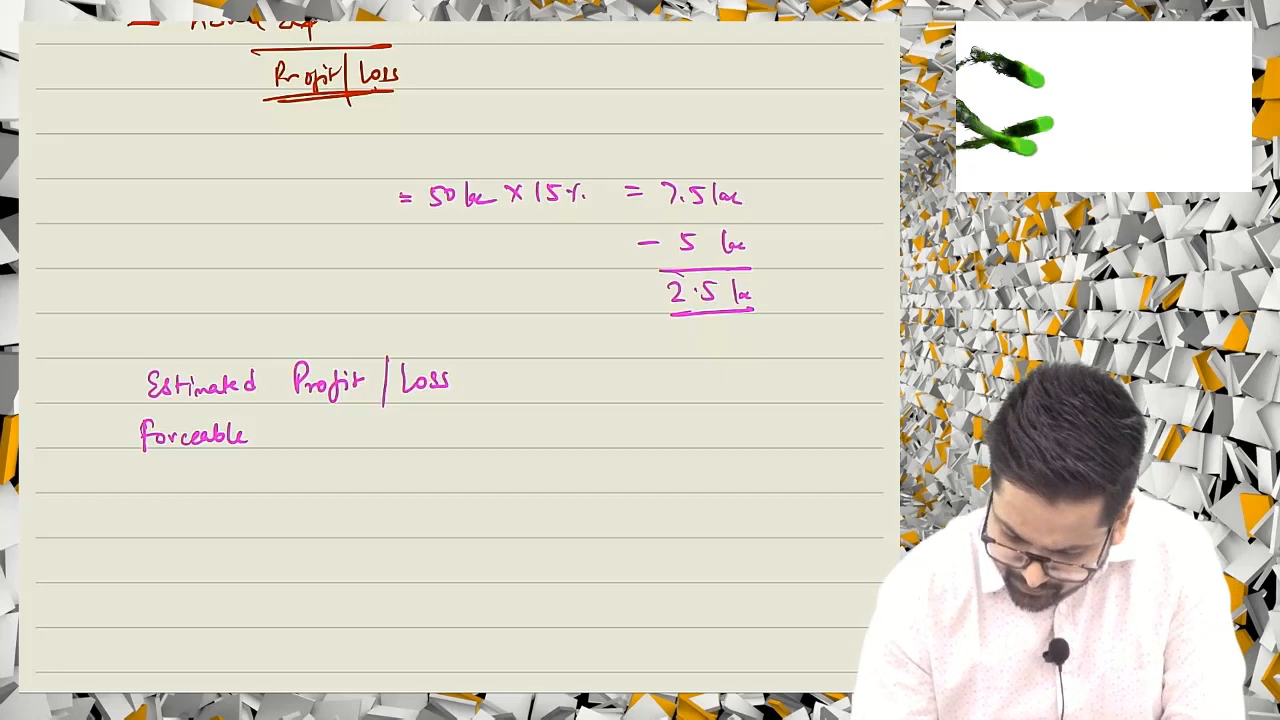 Profit | Loss
= 50 lac × 15%. = 7.5 lac
- 5 lac
2.5 lac
Estimated Profit | Loss
Forceable